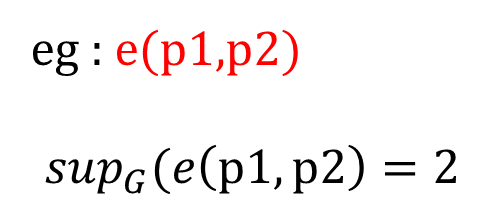 eg : e(p1,p2)
sup_G(e(p1, p2) = 2